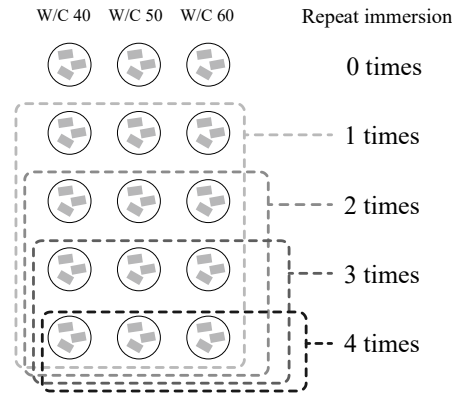 W/C 40 W/C 50 W/C 60 Repeat immersion
0 times
1 times
2 times
3 times
4 times